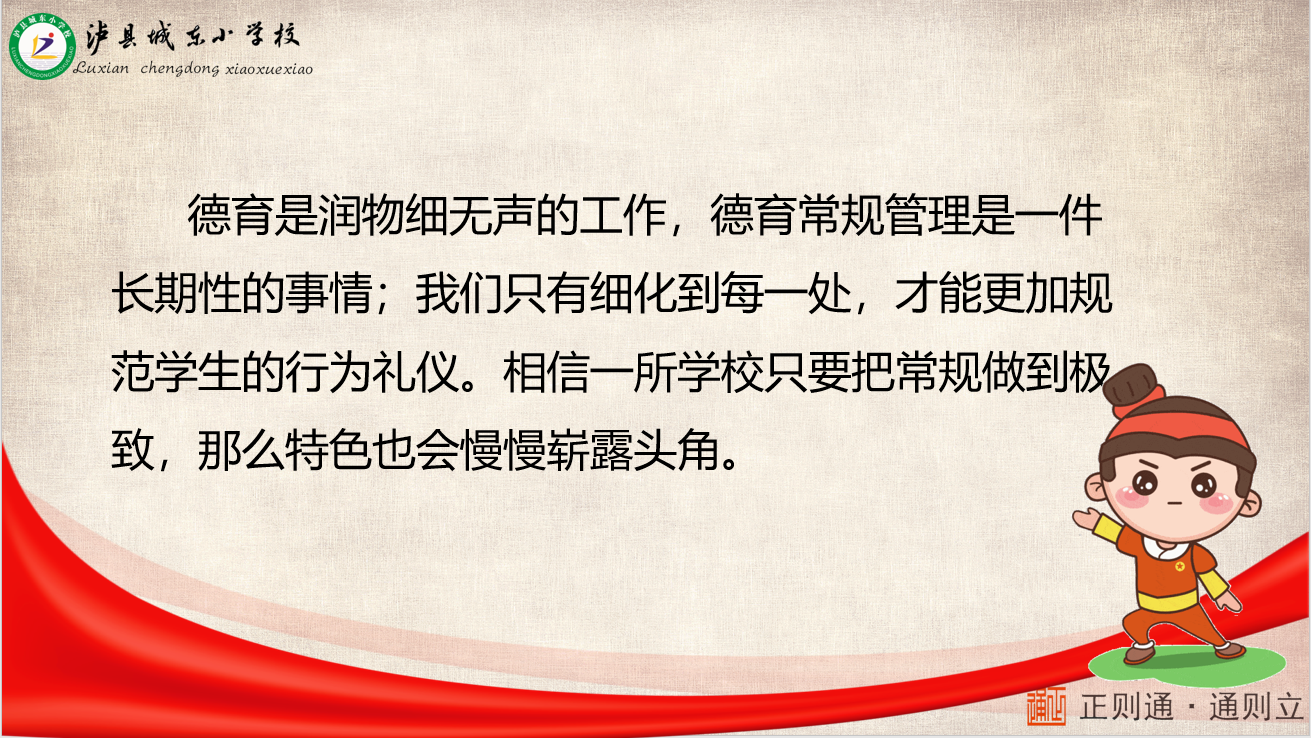 泸县城东小学校
Luxian chengdong xiaoxuexiao
德育是润物细无声的工作，德育常规管理是一件
长期性的事情；我们只有细化到每一处，才能更加规
范学生的行为礼仪。相信一所学校只要把常规做到极
致，那么特色也会慢慢崭露头角。
正则通·通则立